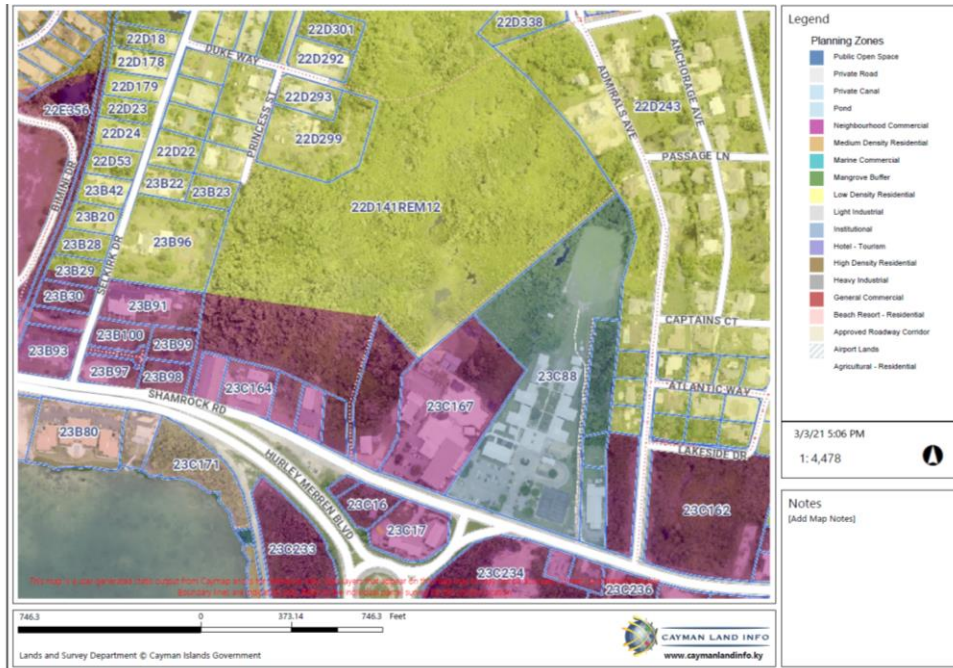 22D18
22D178
22D179
22E356
22D23
22D24
22D53
23B42
23B20
23B28
23B29
23B30
23B93
DUKE WAY
PRINCESS ST
22D301
22D292
22D293
22D299
22D22
23B22
23B23
23B96
BIMINI DR
SELKIRK DR
22D338
ADMIRALS AVE
ANCHORAGE AVE
22D243
PASSAGE LN
22D141REM12
23B91
23B100
23B99
23B97
23B98
23C164
SHAMROCK RD
23B80
23C171
HURLEY MERREN BLVD
23C167
23C88
CAPTAINS CT
ATLANTIC WAY
LAKESIDE DR
23C16
23C17
23C233
23C162
23C234
23C236
746.3 0 373.14 746.3 Feet
Lands and Survey Department © Cayman Islands Government
CAYMAN LAND INFO
www.caymanlandinfo.ky
Legend
Planning Zones
Public Open Space
Private Road
Private Canal
Pond
Neighbourhood Commercial
Medium Density Residential
Marine Commercial
Mangrove Buffer
Low Density Residential
Light Industrial
Institutional
Hotel - Tourism
High Density Residential
Heavy Industrial
General Commercial
Beach Resort - Residential
Approved Roadway Corridor
Airport Lands
Agricultural - Residential
3/3/21 5:06 PM
1: 4,478
Notes
[Add Map Notes]